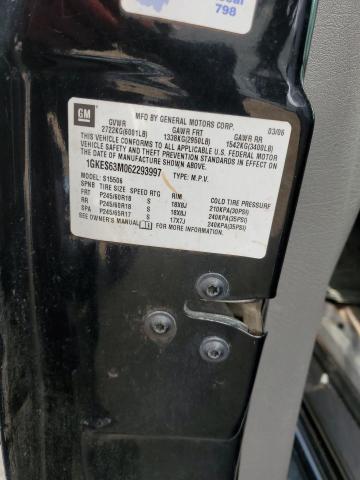 798
GM
MFD BY GENERAL MOTORS CORP. 03/06
GVWR GAWR FRT GAWR RR
2722KG(6001LB) 1338KG(2950LB) 1542KG(3400LB)
THIS VEHICLE CONFORMS TO ALL APPLICABLE U.S. FEDERAL MOTOR
VEHICLE SAFETY AND THEFT PREVENTION STANDARDS IN EFFECT ON THE DATE OF MANUFACTURE SHOWN ABOVE.
1GKES63M062293997 TYPE: M.P.V.
MODEL: S15506
SPNB TIRE SIZE SPEED RTG RIM COLD TIRE PRESSURE
FRT P245/60R18 S 18X8J 210KPA(30PSI)
RR P245/60R18 S 18X8J 240KPA(35PSI)
SPA P245/65R17 S 17X7J 240KPA(35PSI)
SEE OWNER'S MANUAL FOR MORE INFORMATION.